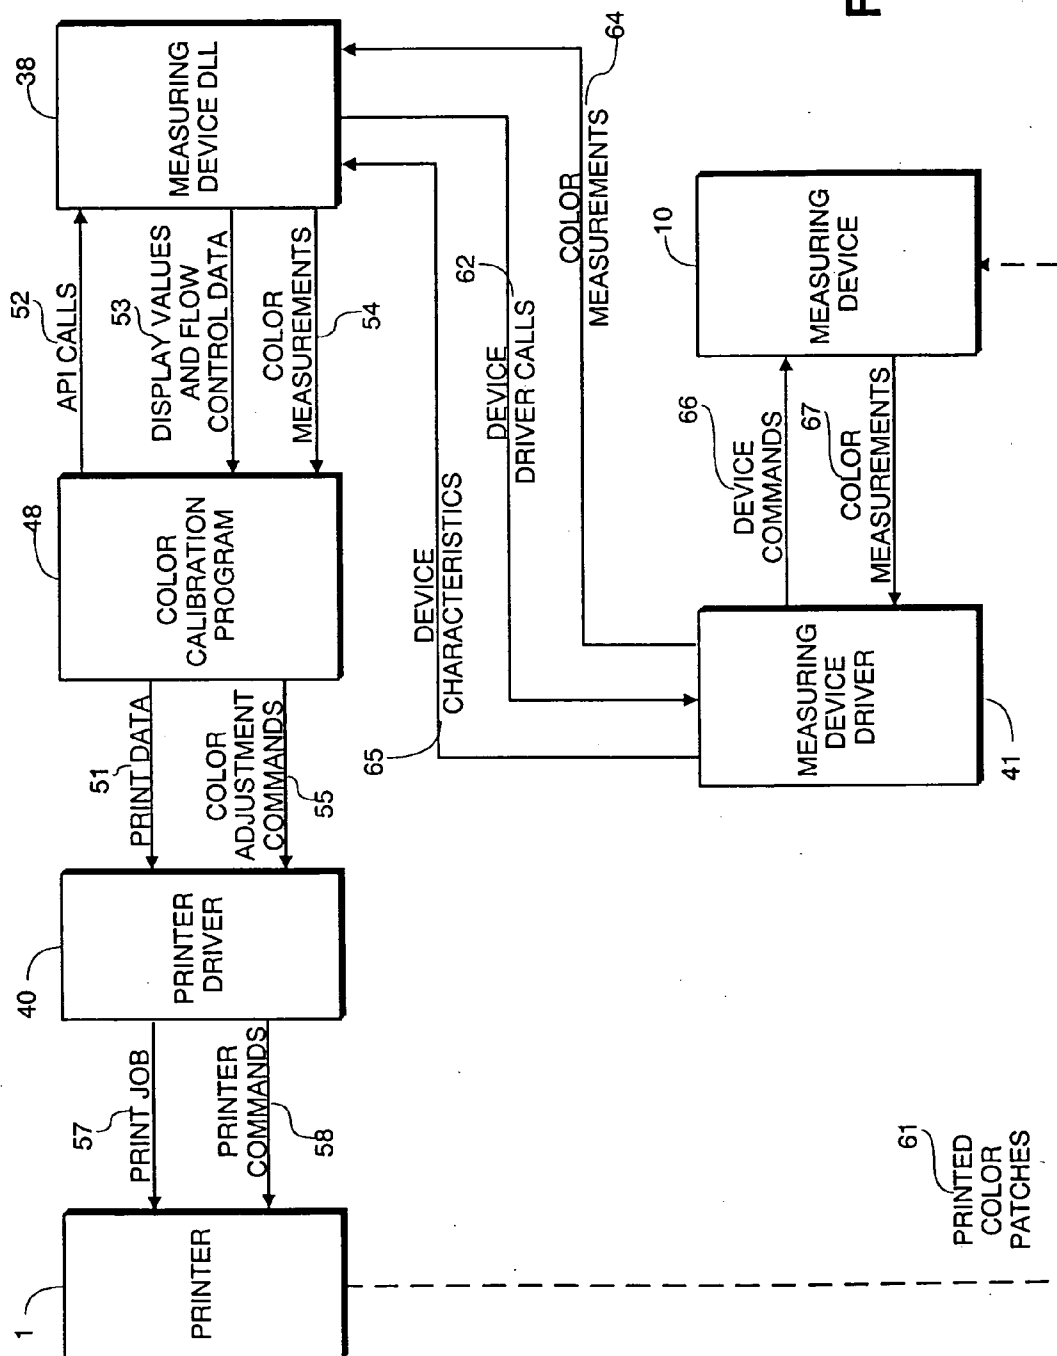 1
PRINTER
57
PRINT JOB
PRINTER
COMMANDS
58
40
PRINTER
DRIVER
51
PRINT DATA
COLOR
ADJUSTMENT
COMMANDS
55
48
COLOR
CALIBRATION
PROGRAM
52
API CALLS
53
DISPLAY VALUES
AND FLOW
CONTROL DATA
COLOR
MEASUREMENTS
54
38
MEASURING
DEVICE DLL
65
DEVICE
CHARACTERISTICS
62
DEVICE
DRIVER CALLS
COLOR
MEASUREMENTS
64
MEASURING
DEVICE
DRIVER
41
66
DEVICE
COMMANDS
67
COLOR
MEASUREMENTS
10
MEASURING
DEVICE
61
PRINTED
COLOR
PATCHES
F